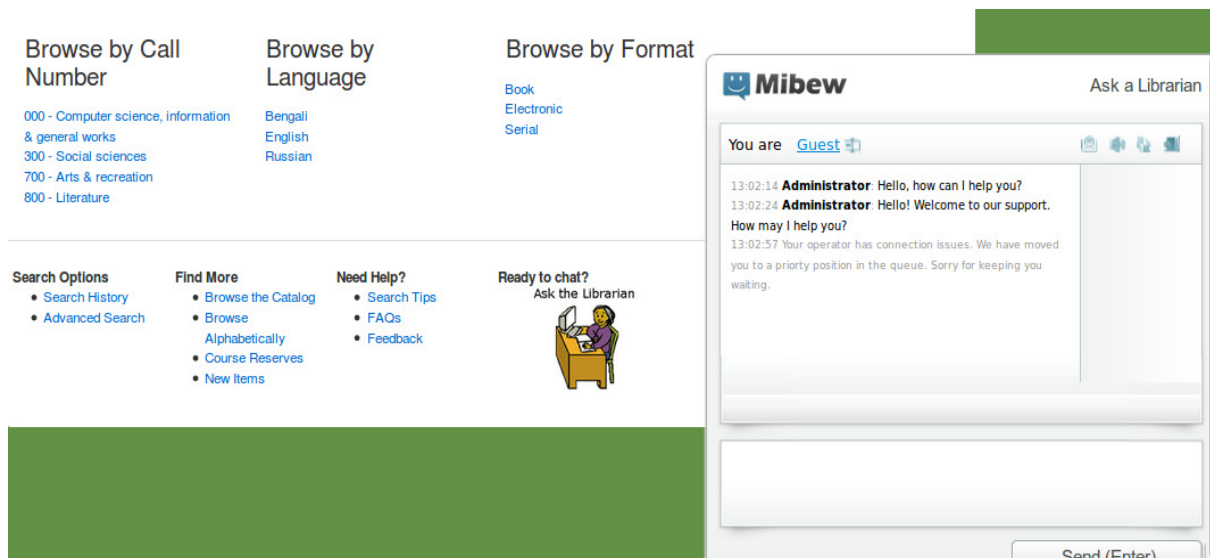 Browse by Call
Number
000 - Computer science, information
& general works
300 - Social sciences
700 - Arts & recreation
800 - Literature
Browse by
Language
Bengali
English
Russian
Browse by Format
Book
Electronic
Serial
Search Options
Search History
Advanced Search
Find More
Browse the Catalog
Browse
Alphabetically
Course Reserves
New Items
Need Help?
Search Tips
FAQs
Feedback
Ready to chat?
Ask the Librarian
Mibew
Ask a Librarian
You are Guest
13:02:14 Administrator: Hello, how can I help you?
13:02:24 Administrator: Hello! Welcome to our support.
How may I help you?
13:02:57 Your operator has connection issues. We have moved
you to a priorty position in the queue. Sorry for keeping you
waiting.
Send (Enter)